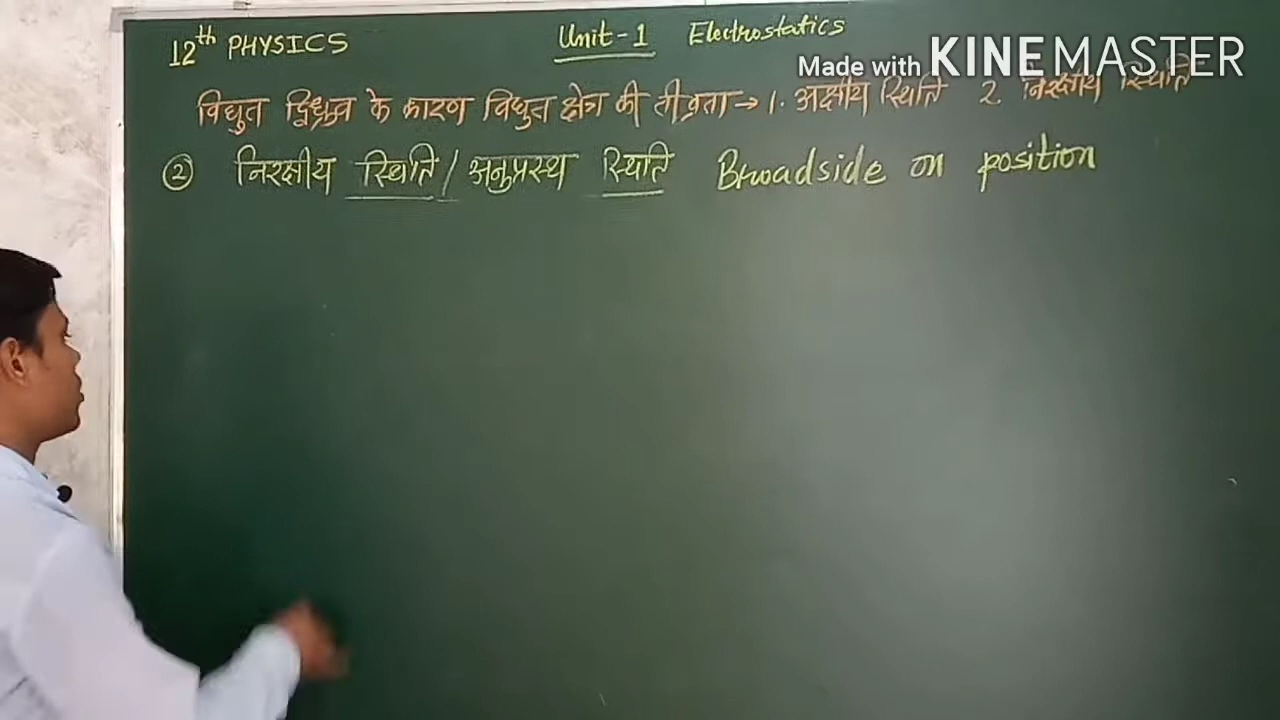 12th PHYSICS Unit-1 Electrostatics
Made with KINEMASTER
विद्युत द्विध्रुव के कारण विद्युत क्षेत्र की तीव्रता → 1. अक्षीय स्थिति 2. निरक्षीय स्थिति
② निरक्षीय स्थिति / अनुप्रस्थ स्थिति Broadside on position